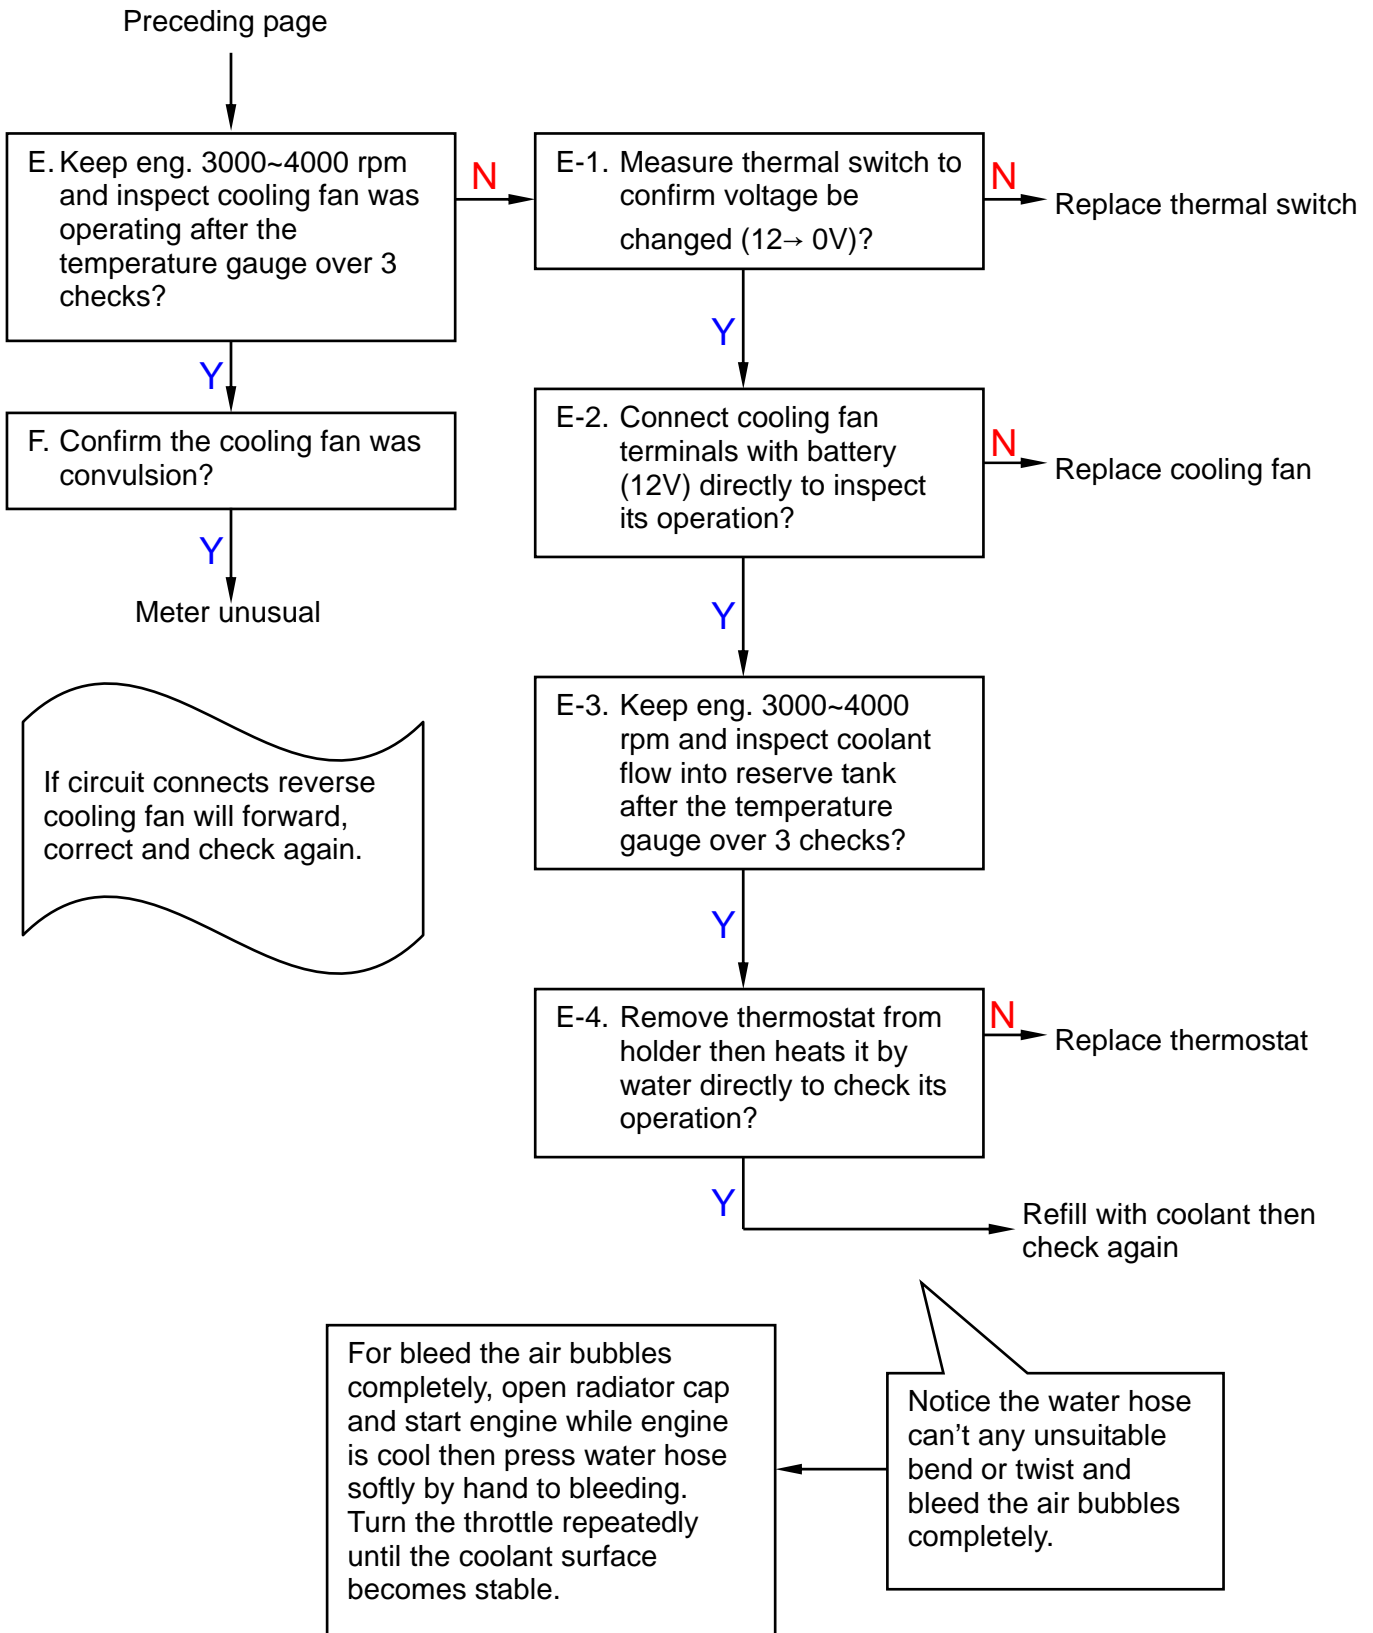 Preceding page
E. Keep eng. 3000~4000 rpm
and inspect cooling fan was
operating after the
temperature gauge over 3
checks?
N
E-1. Measure thermal switch to
confirm voltage be
changed (12→ 0V)?
N
Replace thermal switch
Y
Y
F. Confirm the cooling fan was
convulsion?
E-2. Connect cooling fan
terminals with battery
(12V) directly to inspect
its operation?
N
Replace cooling fan
Y
Meter unusual
Y
If circuit connects reverse
cooling fan will forward,
correct and check again.
E-3. Keep eng. 3000~4000
rpm and inspect coolant
flow into reserve tank
after the temperature
gauge over 3 checks?
Y
E-4. Remove thermostat from
holder then heats it by
water directly to check its
operation?
N
Replace thermostat
Y
Refill with coolant then
check again
For bleed the air bubbles
completely, open radiator cap
and start engine while engine
is cool then press water hose
softly by hand to bleeding.
Turn the throttle repeatedly
until the coolant surface
becomes stable.
Notice the water hose
can’t any unsuitable
bend or twist and
bleed the air bubbles
completely.